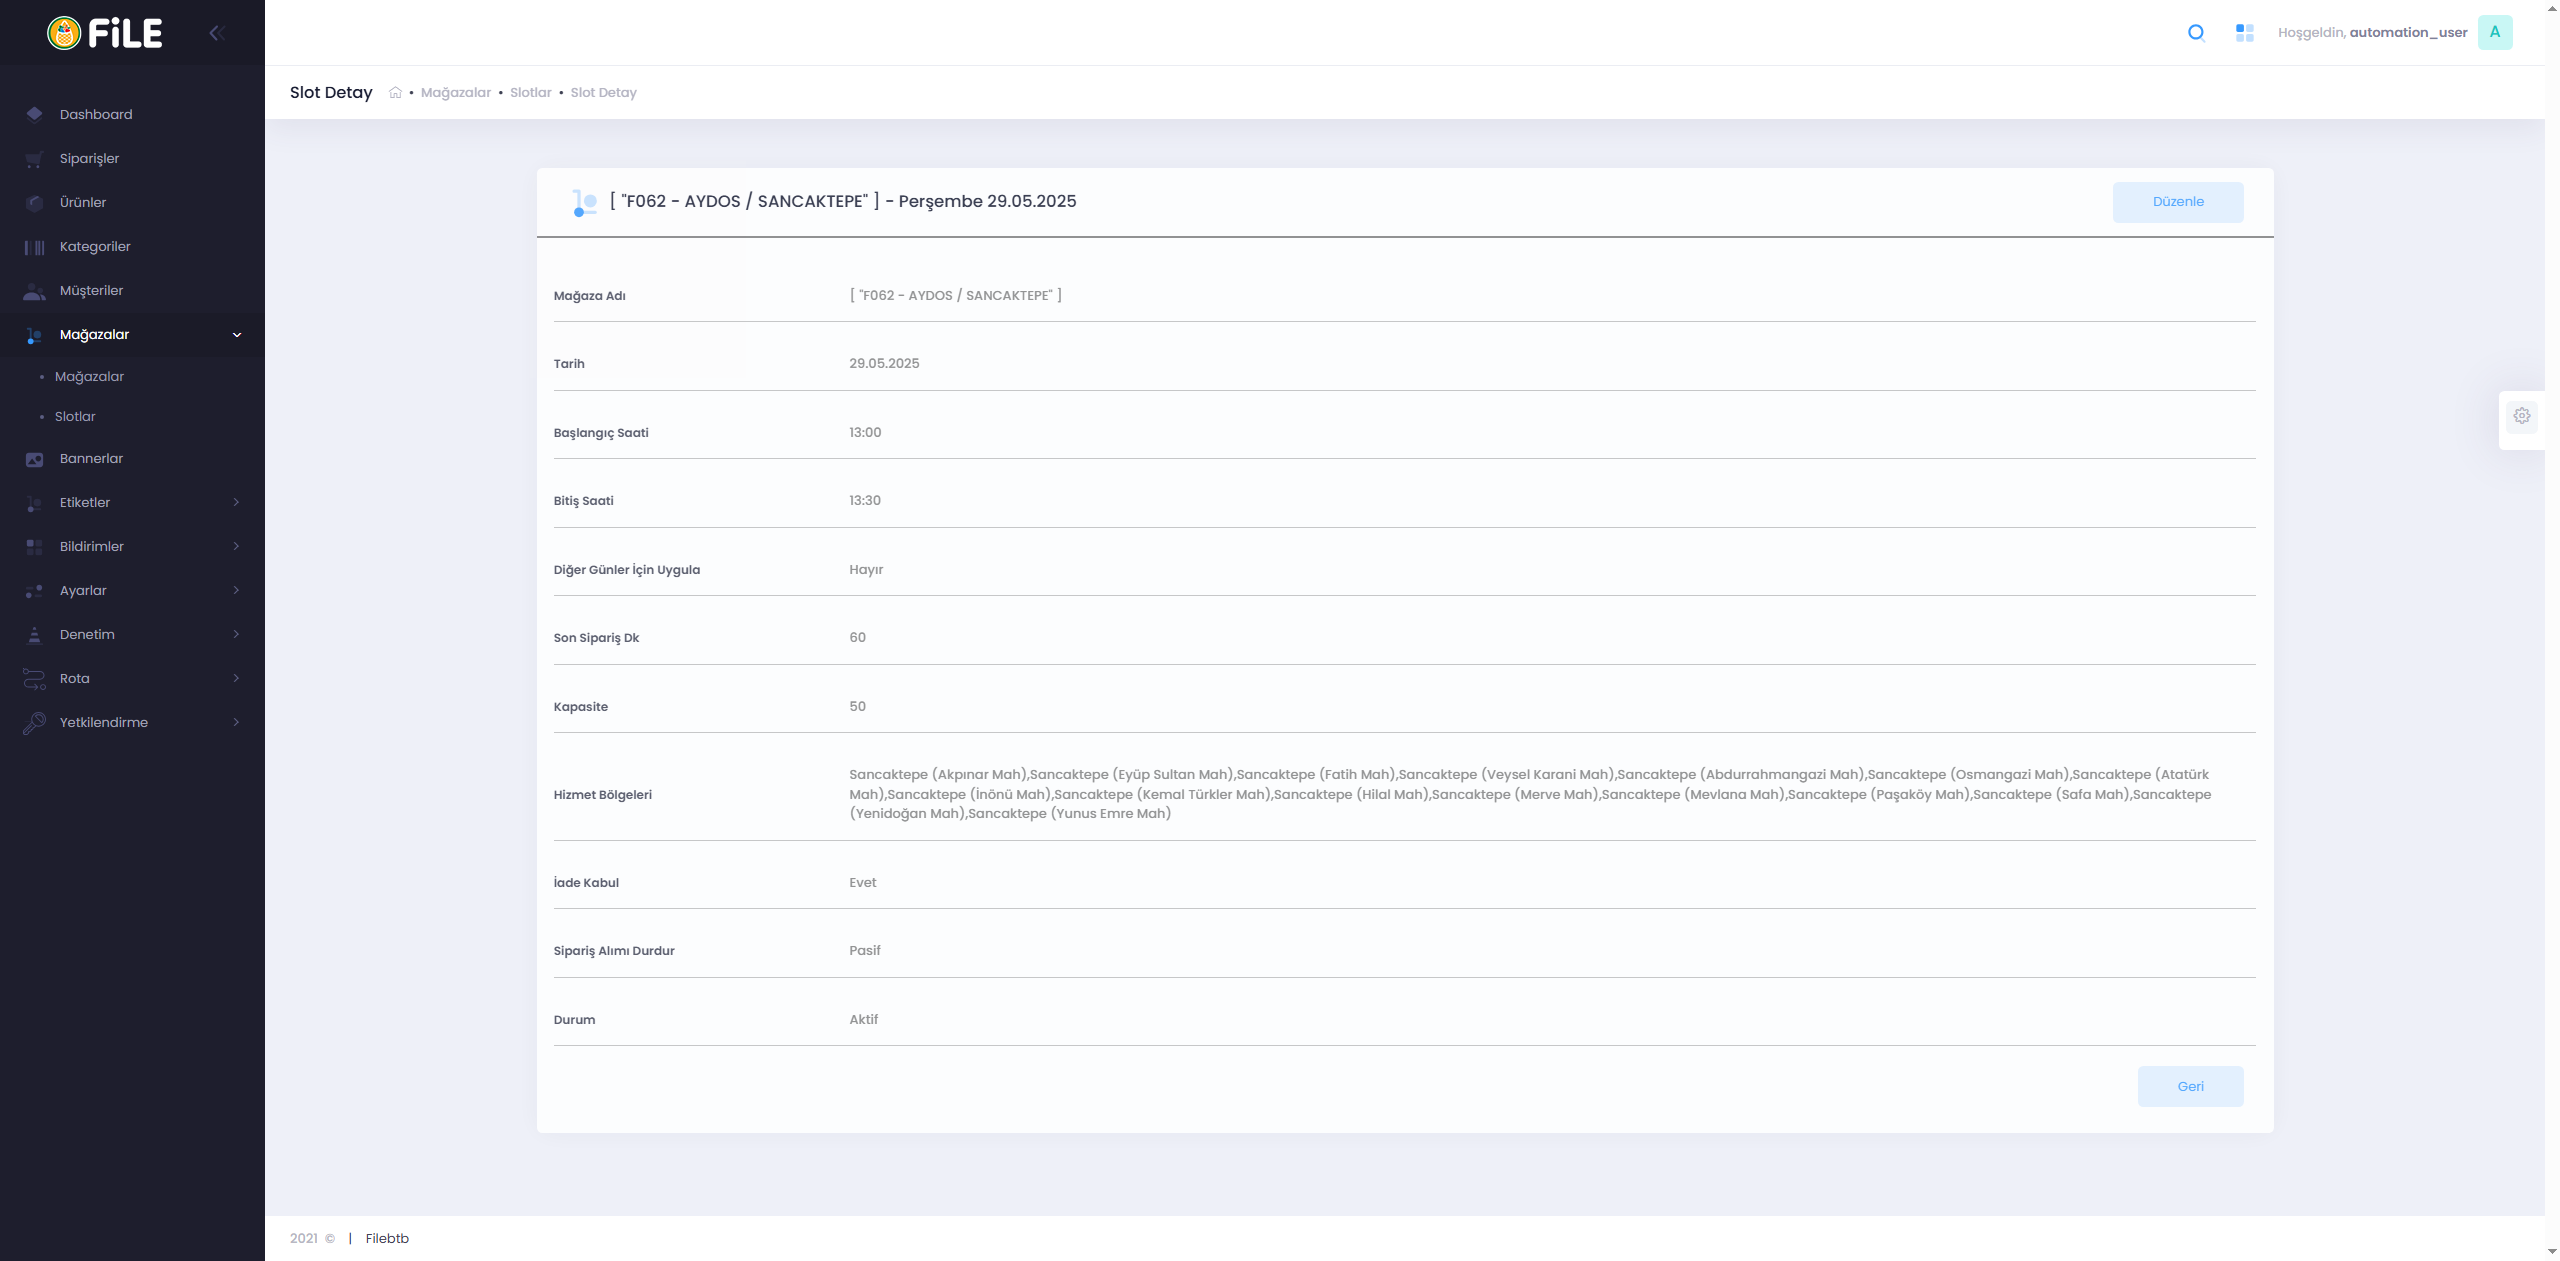 FiLE
Hoşgeldin, automation_user A
Slot Detay • Mağazalar • Slotlar • Slot Detay
Dashboard
Siparişler
Ürünler
Kategoriler
Müşteriler
Mağazalar
• Mağazalar
• Slotlar
Bannerlar
Etiketler
Bildirimler
Ayarlar
Denetim
Rota
Yetkilendirme
[ "F062 - AYDOS / SANCAKTEPE" ] - Perşembe 29.05.2025
Düzenle
Mağaza Adı [ "F062 - AYDOS / SANCAKTEPE" ]
Tarih 29.05.2025
Başlangıç Saati 13:00
Bitiş Saati 13:30
Diğer Günler İçin Uygula Hayır
Son Sipariş Dk 60
Kapasite 50
Hizmet Bölgeleri
Sancaktepe (Akpınar Mah),Sancaktepe (Eyüp Sultan Mah),Sancaktepe (Fatih Mah),Sancaktepe (Veysel Karani Mah),Sancaktepe (Abdurrahmangazi Mah),Sancaktepe (Osmangazi Mah),Sancaktepe (Atatürk
Mah),Sancaktepe (İnönü Mah),Sancaktepe (Kemal Türkler Mah),Sancaktepe (Hilal Mah),Sancaktepe (Merve Mah),Sancaktepe (Mevlana Mah),Sancaktepe (Paşaköy Mah),Sancaktepe (Safa Mah),Sancaktepe
(Yenidoğan Mah),Sancaktepe (Yunus Emre Mah)
İade Kabul Evet
Sipariş Alımı Durdur Pasif
Durum Aktif
Geri
2021 © | Filebtb